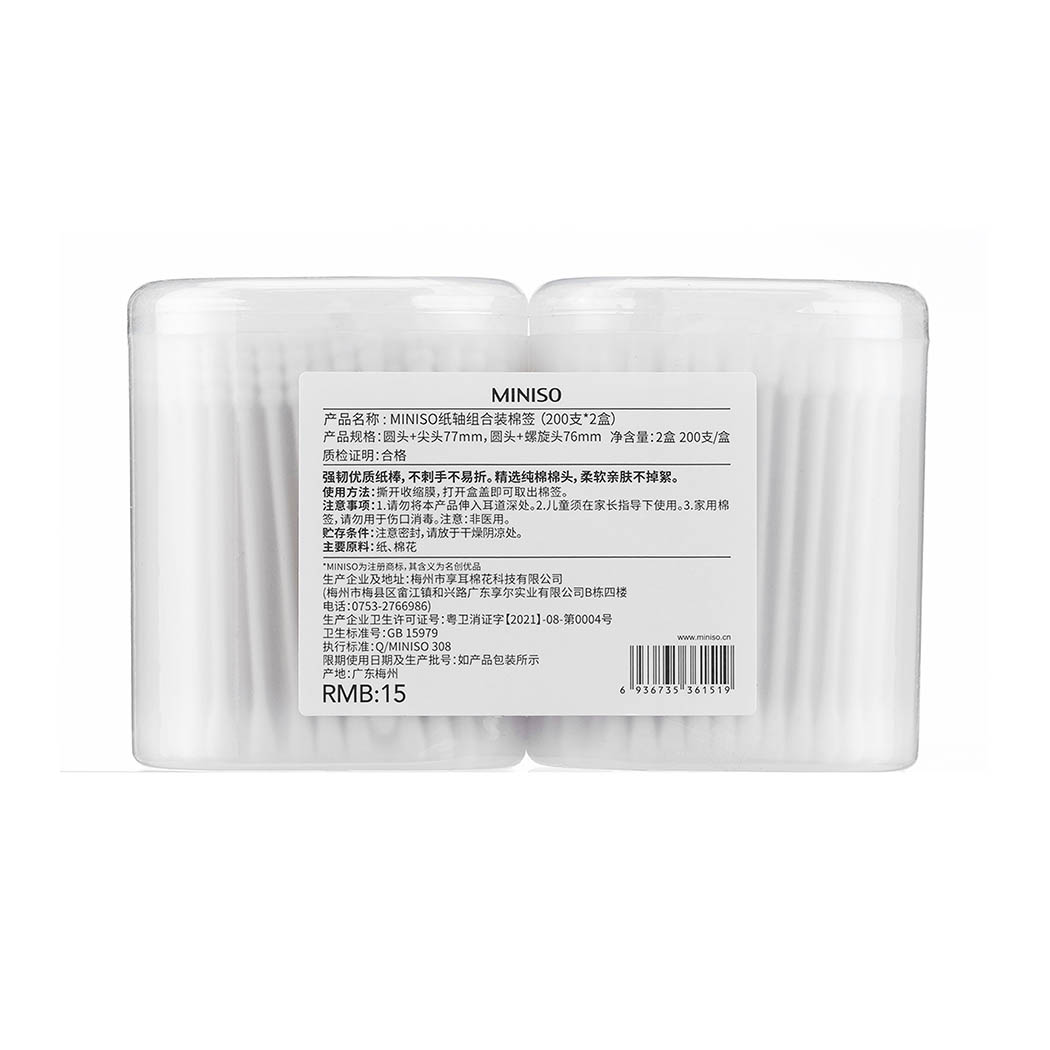 MINISO
产品名称：MINISO纸轴组合装棉签（200支*2盒）
产品规格：圆头+尖头77mm，圆头+螺旋头76mm 净含量：2盒 200支/盒
质检证明：合格
强韧优质纸棒，不刺手不易折。精选纯棉棉头，柔软亲肤不掉絮。
使用方法：撕开收缩膜，打开盒盖即可取出棉签。
注意事项：1.请勿将本产品伸入耳道深处。2.儿童须在家长指导下使用。3.家用棉
签，请勿用于伤口消毒。注意：非医用。
贮存条件：注意密封，请放于干燥阴凉处。
主要原料：纸、棉花
*MINISO为注册商标，其含义为名创优品
生产企业及地址：梅州市享耳棉花科技有限公司
(梅州市梅县区畲江镇和兴路广东享尔实业有限公司B栋四楼
电话：0753-2766986)
生产企业卫生许可证号：粤卫消证字【2021】-08-第0004号
卫生标准号：GB 15979
执行标准：Q/MINISO 308
限期使用日期及生产批号：如产品包装所示
产地：广东梅州
RMB:15
www.miniso.cn
6 936735 361519